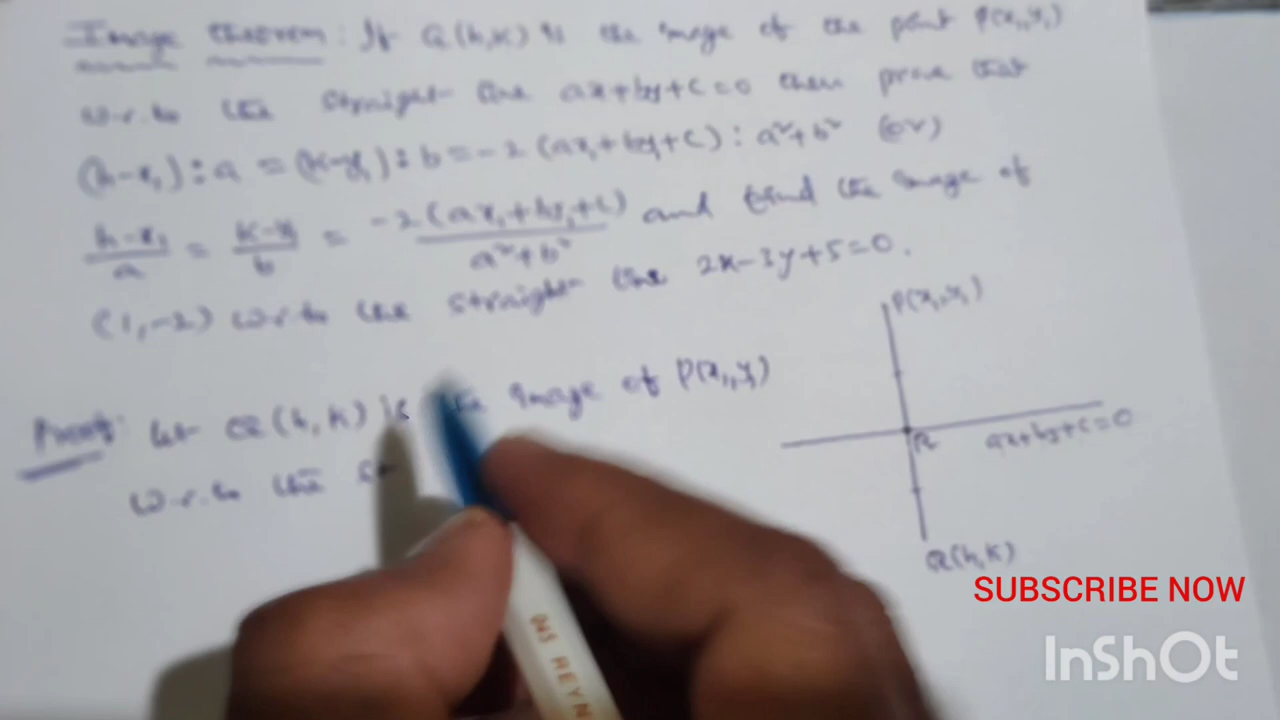 Image theorem: If Q(h,k) is the image of the point P(x₁,y₁)
w.r.to the straight line ax+by+c=0 then prove that
(h-x₁):a = (k-y₁):b = -2(ax₁+by₁+c):a²+b² (or)
h-x₁/a = k-y₁/b = -2(ax₁+by₁+c)/a²+b² and find the image of
(1,-2) w.r.to the straight line 2x-3y+5=0.
P(x₁,y₁)
Proof: Let Q(h,k) is the image of P(x₁,y₁)
R ax+by+c=0
w.r.to the
Q(h,k)
SUBSCRIBE NOW
REYN
InShOt